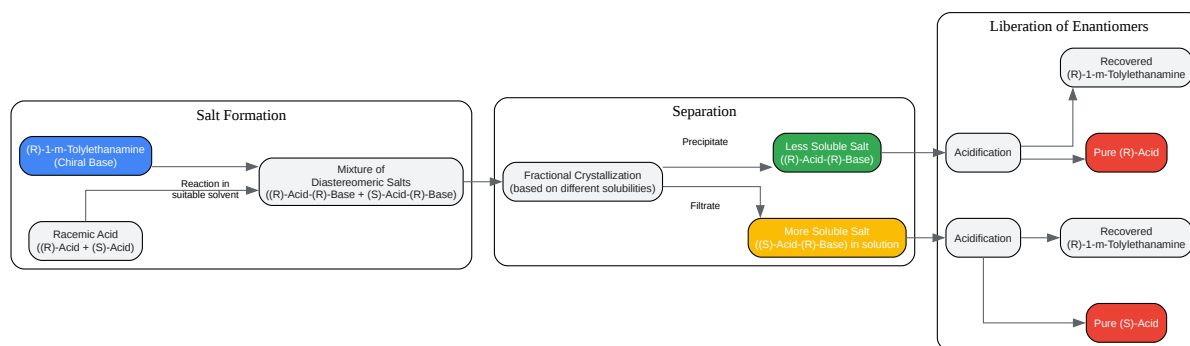 Salt Formation
(R)-1-m-Tolylethanamine
(Chiral Base)
Reaction in
suitable solvent
Racemic Acid
((R)-Acid + (S)-Acid)
Mixture of
Diastereomeric Salts
((R)-Acid-(R)-Base + (S)-Acid-(R)-Base)
Separation
Fractional Crystallization
(based on different solubilities)
Precipitate
Filtrate
Less Soluble Salt
((R)-Acid-(R)-Base)
More Soluble Salt
((S)-Acid-(R)-Base) in solution
Liberation of Enantiomers
Acidification
Recovered
(R)-1-m-Tolylethanamine
Pure (R)-Acid
Acidification
Recovered
(R)-1-m-Tolylethanamine
Pure (S)-Acid